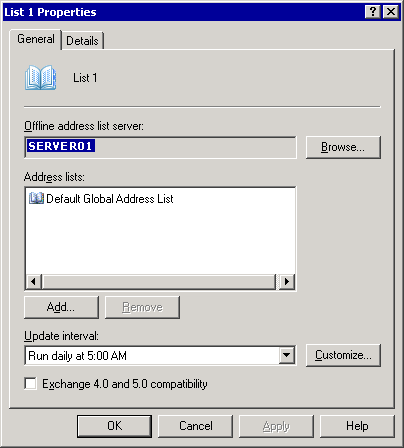 List 1 Properties
General
Details
List 1
Offline address list server:
SERVER01
Browse...
Address lists:
Default Global Address List
Add...
Remove
Update interval:
Run daily at 5:00 AM
Customize...
Exchange 4.0 and 5.0 compatibility
OK
Cancel
Apply
Help